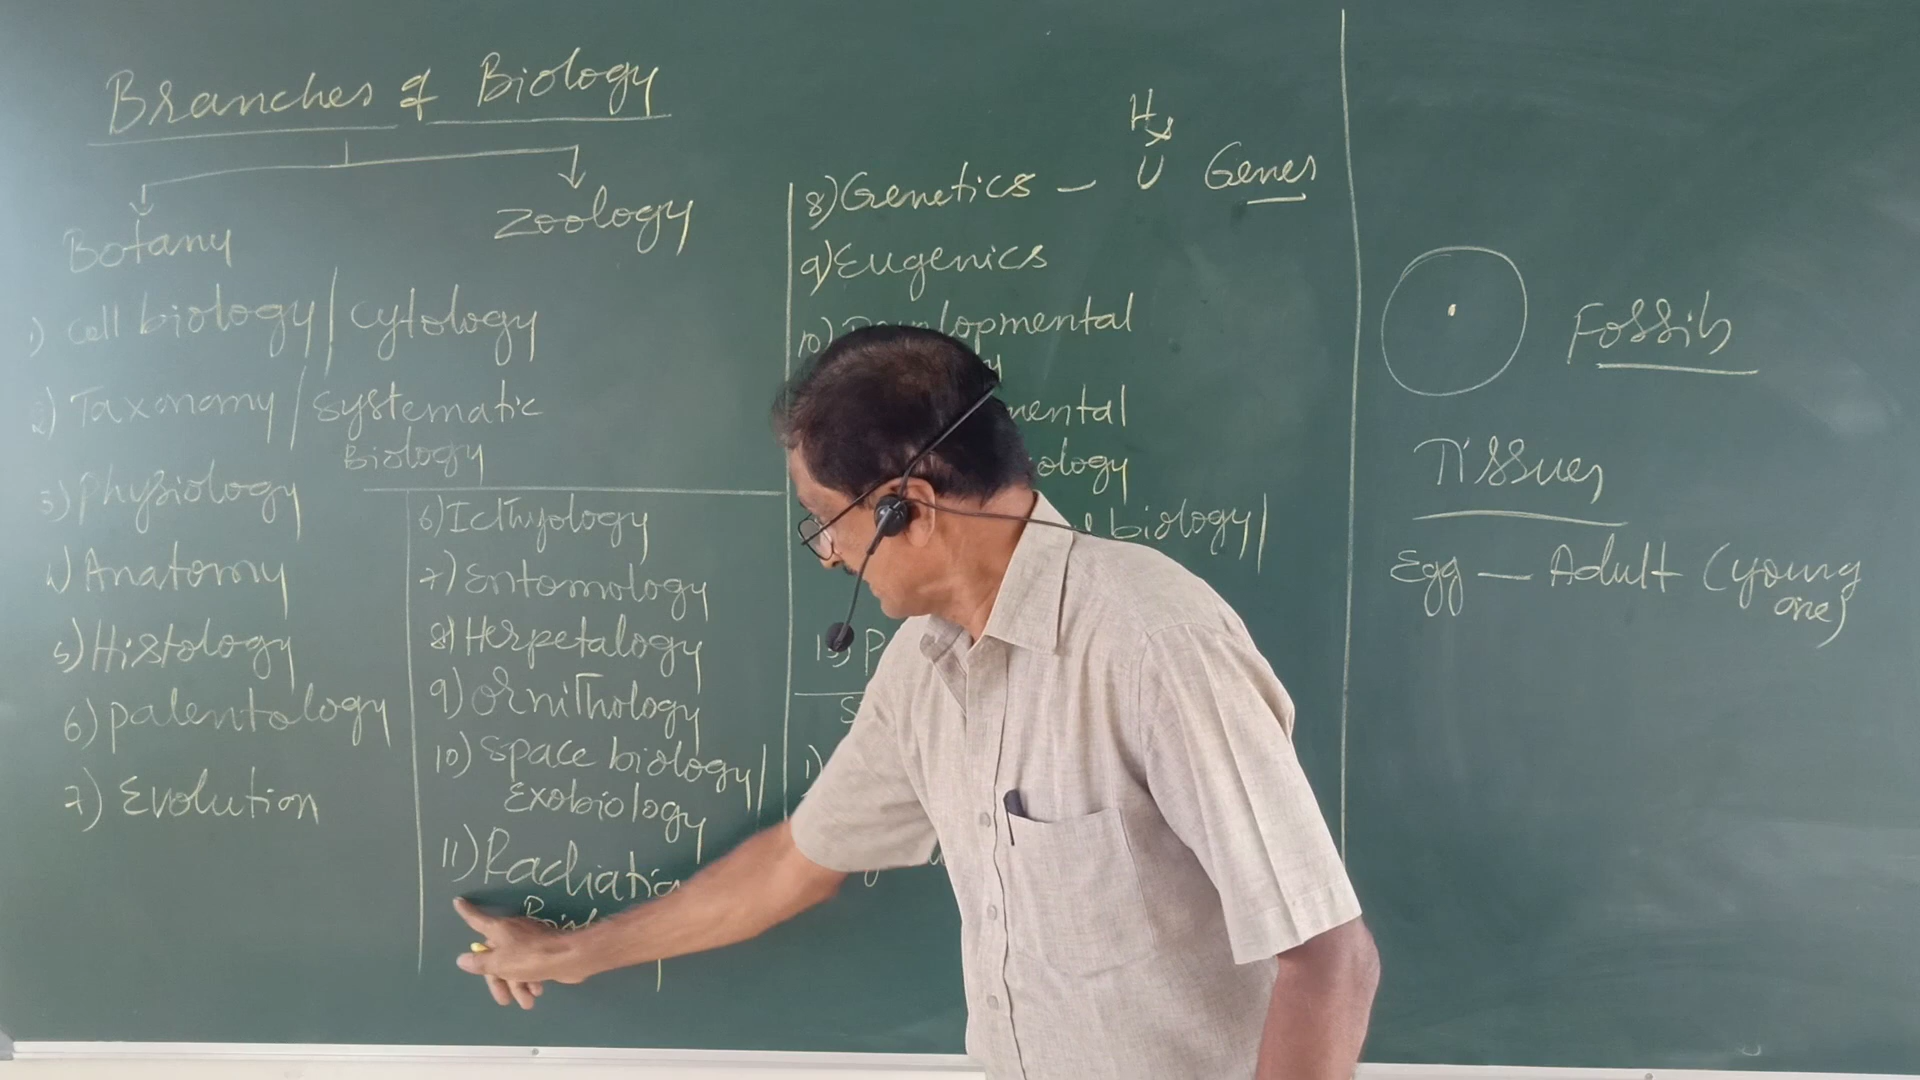 Branches of Biology
Botany
Zoology
1) Cell biology / cytology
2) Taxonomy / systematic
Biology
3) Physiology
4) Anatomy
5) Histology
6) palentology
7) Evolution
6) Icthyology
7) Entomology
8) Herpetalogy
9) Ornithology
10) Space biology /
Exobiology
11) Radiatio
8) Genetics - H
U Genes
9) Eugenics
10) Developmental
mental
ology
biology /
Fossils
Tissues
Egg — Adult (young
one)